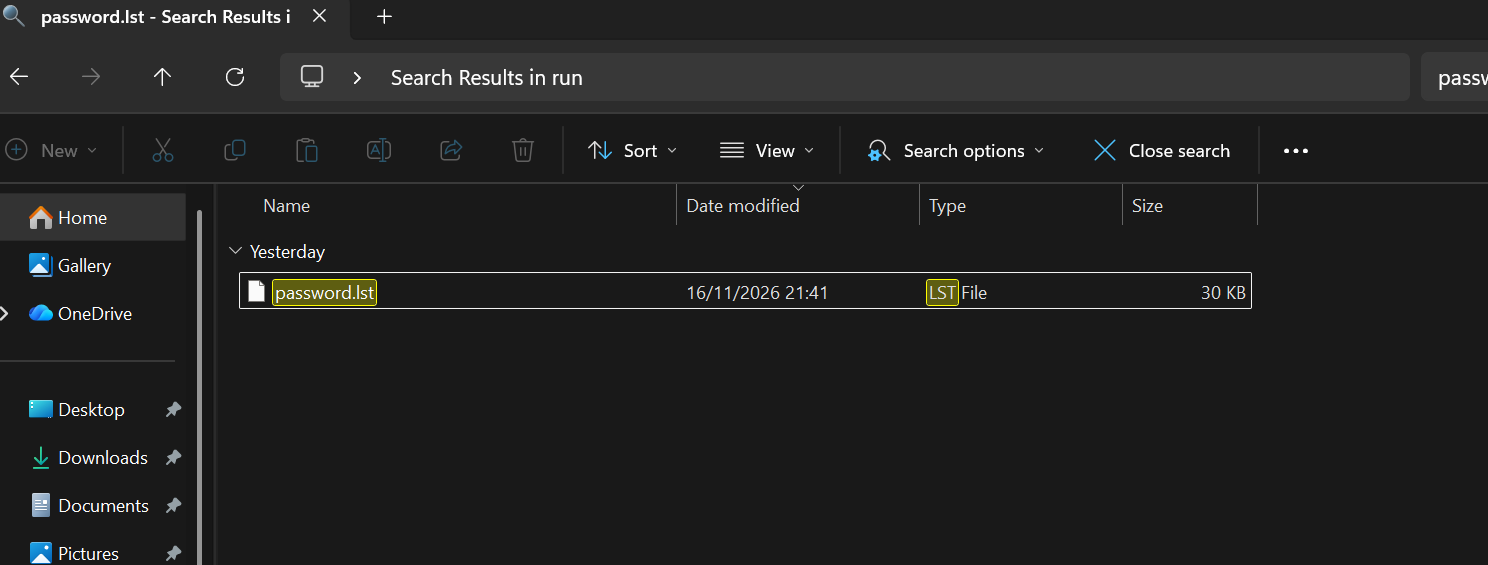 password.lst - Search Results i
Search Results in run
passw
New
Sort
View
Search options
Close search
Home
Gallery
OneDrive
Desktop
Downloads
Documents
Pictures
Name Date modified Type Size
Yesterday
password.lst 16/11/2026 21:41 LST File 30 KB